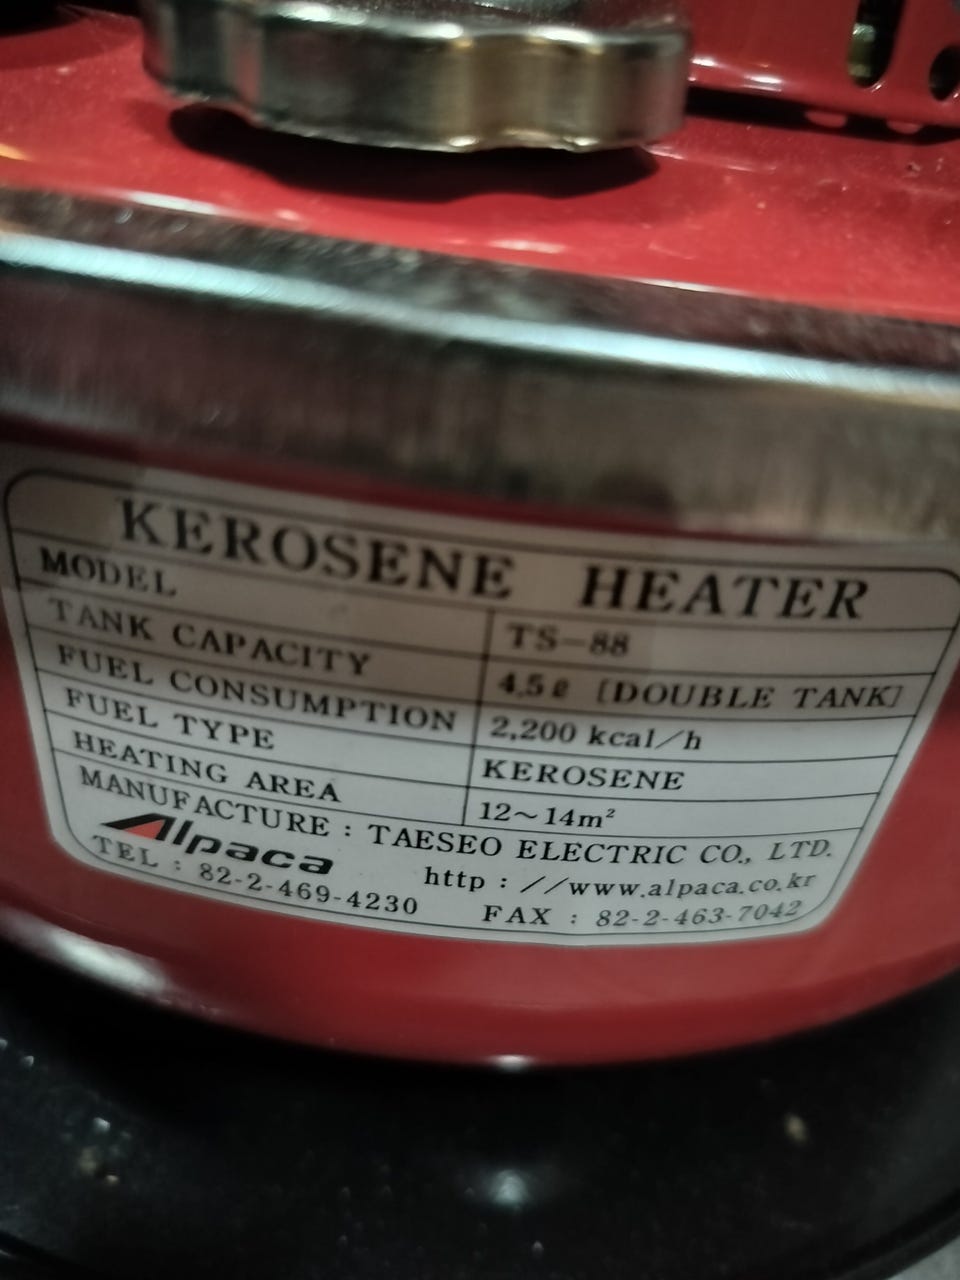 KEROSENE HEATER
MODEL TS-88
TANK CAPACITY 4.5ℓ [DOUBLE TANK]
FUEL CONSUMPTION 2,200 kcal/h
FUEL TYPE KEROSENE
HEATING AREA 12~14m²
MANUFACTURE : TAESEO ELECTRIC CO., LTD.
Alpaca http : //www.alpaca.co.kr
TEL : 82-2-469-4230 FAX : 82-2-463-7042